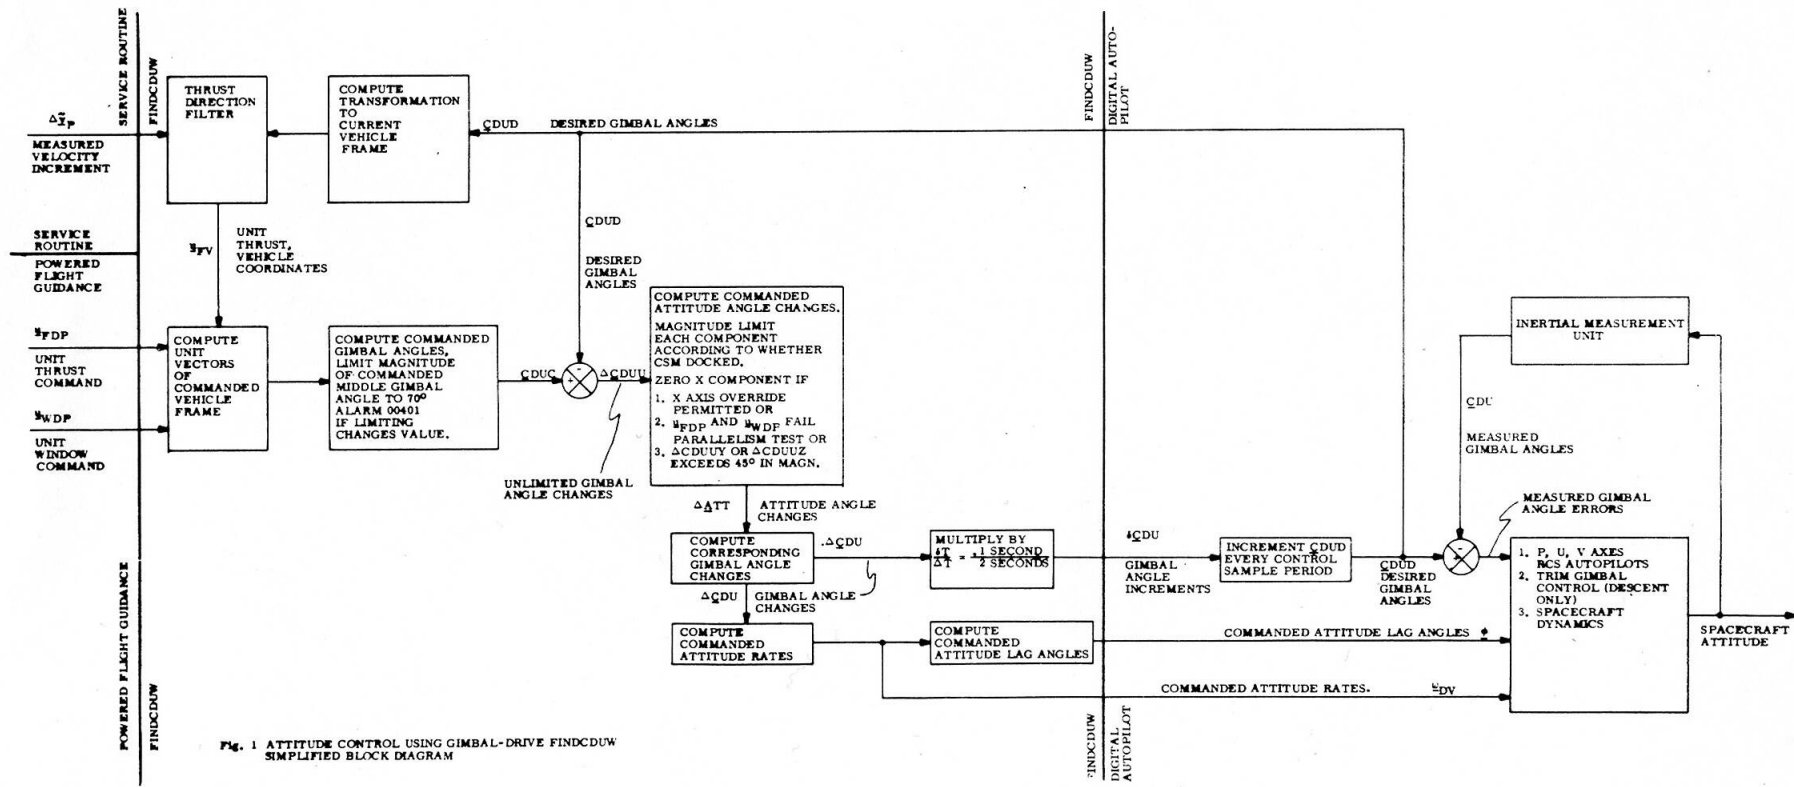 SERVICE ROUTINE
FINDCDUW
FINDCDUW
DIGITAL AUTO-
PILOT
THRUST
DIRECTION
FILTER
COMPUTE
TRANSFORMATION
TO
CURRENT
VEHICLE
FRAME
CDUD
DESIRED GIMBAL ANGLES
MEASURED
VELOCITY
INCREMENT
SERVICE
ROUTINE
POWERED
FLIGHT
GUIDANCE
UNIT
THRUST,
VEHICLE
COORDINATES
CDUD
DESIRED
GIMBAL
ANGLES
UNIT
THRUST
COMMAND
UNIT
WINDOW
COMMAND
COMPUTE
UNIT
VECTORS
OF
COMMANDED
VEHICLE
FRAME
COMPUTE COMMANDED
GIMBAL ANGLES,
LIMIT MAGNITUDE
OF COMMANDED
MIDDLE GIMBAL
ANGLE TO 70°
ALARM 00401
IF LIMITING
CHANGES VALUE.
CDUC
+
-
ΔCDUU
UNLIMITED GIMBAL
ANGLE CHANGES
COMPUTE COMMANDED
ATTITUDE ANGLE CHANGES.
MAGNITUDE LIMIT
EACH COMPONENT
ACCORDING TO WHETHER
CSM DOCKED.
ZERO X COMPONENT IF
1. X AXIS OVERRIDE
PERMITTED OR
2. uFDP AND uWDP FAIL
PARALLELISM TEST OR
3. ΔCDUUY OR ΔCDUUZ
EXCEEDS 45° IN MAGN.
ΔATT
ATTITUDE ANGLE
CHANGES
COMPUTE
CORRESPONDING
GIMBAL ANGLE
CHANGES
ΔCDU
ΔCDU
GIMBAL ANGLE
CHANGES
MULTIPLY BY
δT/ΔT = .1 SECOND/2 SECONDS
δCDU
GIMBAL
ANGLE
INCREMENTS
INCREMENT CDUD
EVERY CONTROL
SAMPLE PERIOD
CDUD
DESIRED
GIMBAL
ANGLES
INERTIAL MEASUREMENT
UNIT
CDU
MEASURED
GIMBAL ANGLES
MEASURED GIMBAL
ANGLE ERRORS
1. P, U, V AXES
RCS AUTOPILOTS
2. TRIM GIMBAL
CONTROL (DESCENT
ONLY)
3. SPACECRAFT
DYNAMICS
SPACECRAFT
ATTITUDE
COMPUTE
COMMANDED
ATTITUDE RATES
COMPUTE
COMMANDED
ATTITUDE LAG ANGLES
COMMANDED ATTITUDE LAG ANGLES
COMMANDED ATTITUDE RATES.
POWERED FLIGHT GUIDANCE
FINDCDUW
FINDCDUW
DIGITAL
AUTOPILOT
Fig. 1 ATTITUDE CONTROL USING GIMBAL-DRIVE FINDCDUW
SIMPLIFIED BLOCK DIAGRAM